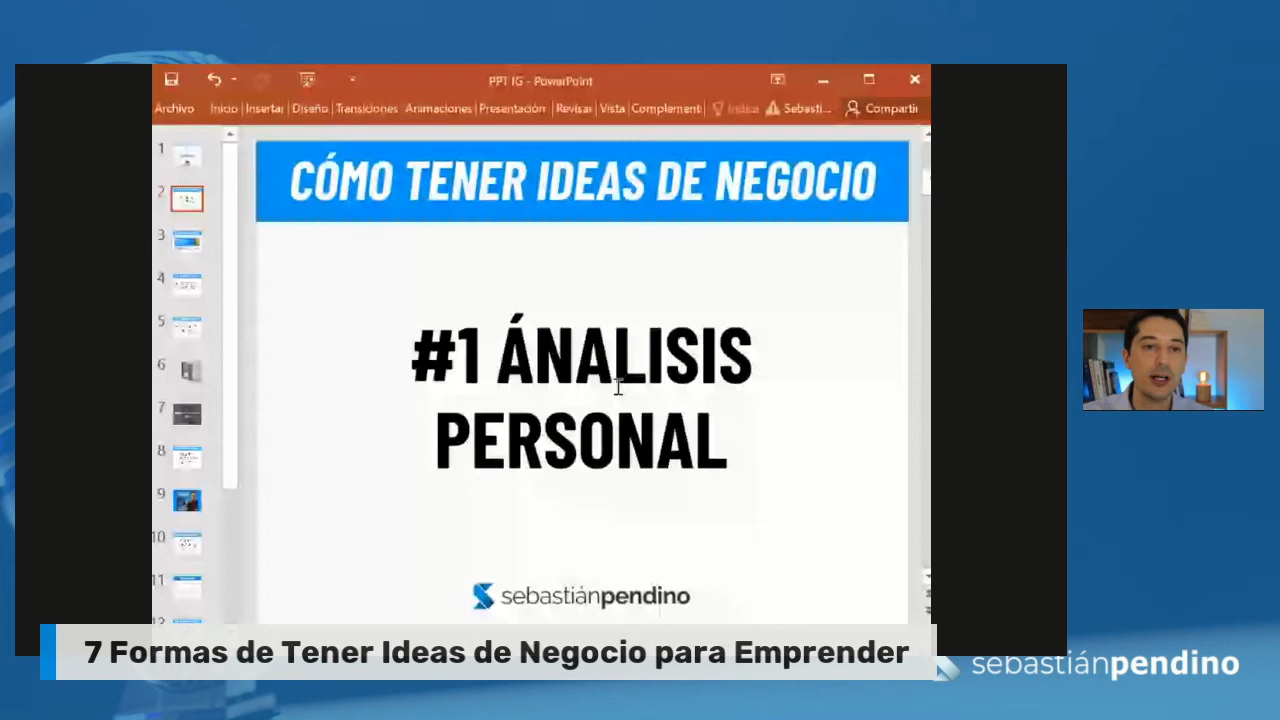 PPT IG - PowerPoint
Archivo Inicio Insertar Diseño Transiciones Animaciones Presentación Revisar Vista Complement Sebasti... Compartir
1
2
3
4
5
6
7
8
9
10
11
12
CÓMO TENER IDEAS DE NEGOCIO
#1 ÁNALISIS
PERSONAL
sebastiánpendino
7 Formas de Tener Ideas de Negocio para Emprender
sebastiánpendino